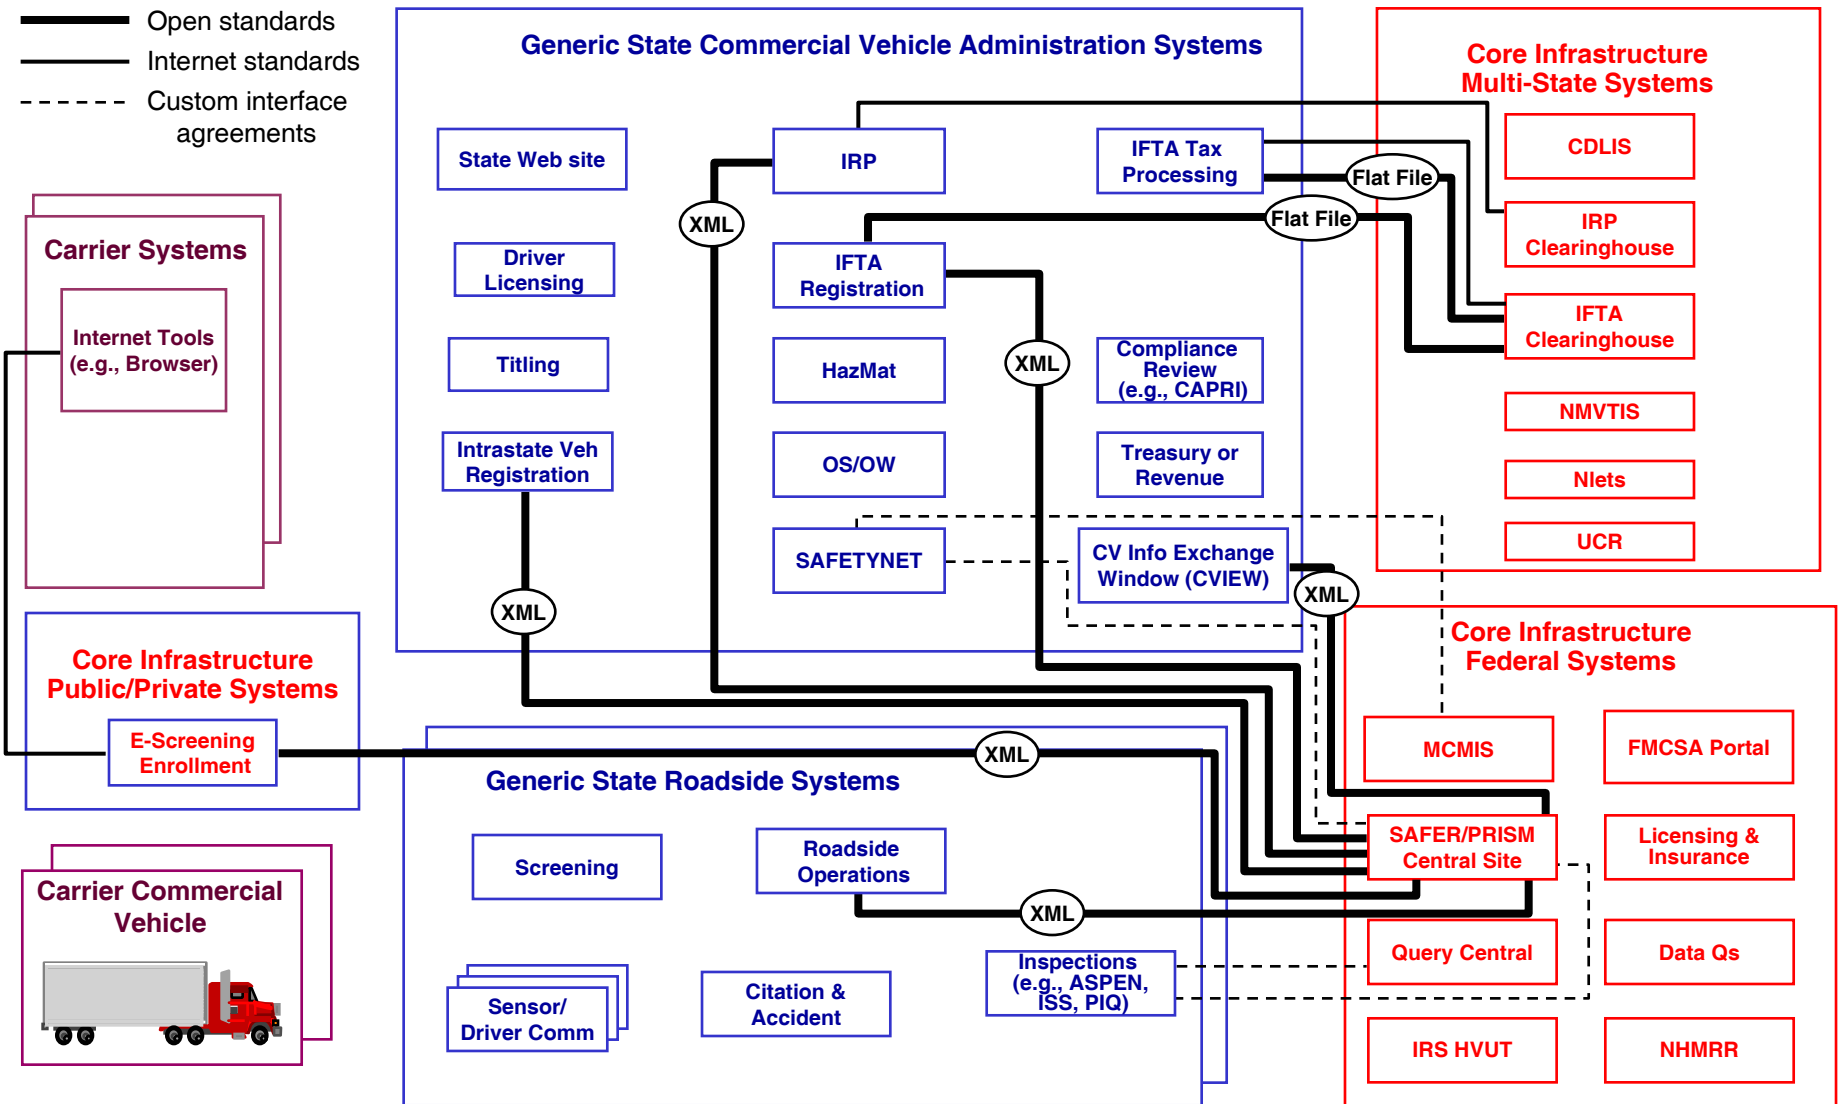 Open standards
Internet standards
Custom interface
agreements
Generic State Commercial Vehicle Administration Systems
State Web site
IRP
IFTA Tax
Processing
Flat File
XML
Flat File
Driver
Licensing
IFTA
Registration
Titling
HazMat
XML
Compliance
Review
(e.g., CAPRI)
Intrastate Veh
Registration
OS/OW
Treasury or
Revenue
SAFETYNET
CV Info Exchange
Window (CVIEW)
XML
XML
Core Infrastructure
Multi-State Systems
CDLIS
IRP
Clearinghouse
IFTA
Clearinghouse
NMVTIS
Nlets
UCR
Carrier Systems
Internet Tools
(e.g., Browser)
Core Infrastructure
Public/Private Systems
E-Screening
Enrollment
XML
Generic State Roadside Systems
Screening
Roadside
Operations
XML
Sensor/
Driver Comm
Citation &
Accident
Inspections
(e.g., ASPEN,
ISS, PIQ)
Core Infrastructure
Federal Systems
MCMIS
FMCSA Portal
SAFER/PRISM
Central Site
Licensing &
Insurance
Query Central
Data Qs
IRS HVUT
NHMRR
Carrier Commercial
Vehicle